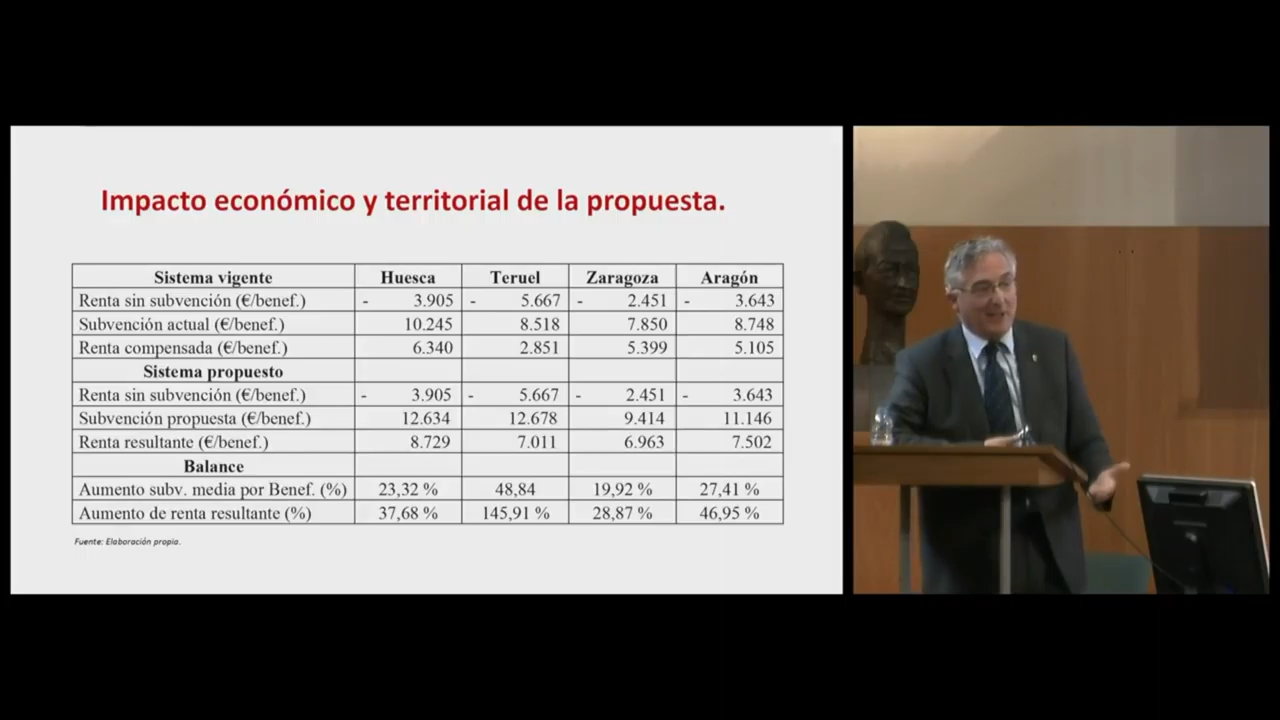 Impacto económico y territorial de la propuesta.
Sistema vigente Huesca Teruel Zaragoza Aragón
Renta sin subvención (€/benef.) - 3.905 - 5.667 - 2.451 - 3.643
Subvención actual (€/benef.) 10.245 8.518 7.850 8.748
Renta compensada (€/benef.) 6.340 2.851 5.399 5.105
Sistema propuesto
Renta sin subvención (€/benef.) - 3.905 - 5.667 - 2.451 - 3.643
Subvención propuesta (€/benef.) 12.634 12.678 9.414 11.146
Renta resultante (€/benef.) 8.729 7.011 6.963 7.502
Balance
Aumento subv. media por Benef. (%) 23,32 % 48,84 19,92 % 27,41 %
Aumento de renta resultante (%) 37,68 % 145,91 % 28,87 % 46,95 %
Fuente: Elaboración propia.